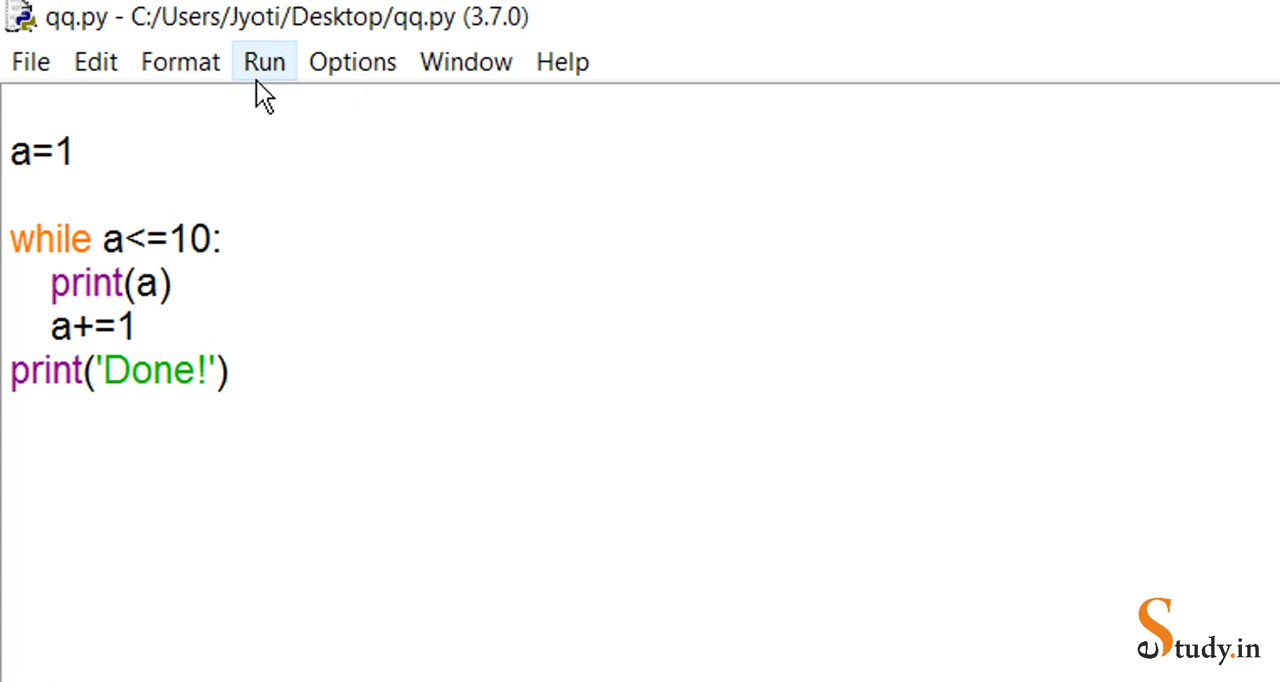 qq.py - C:/Users/Jyoti/Desktop/qq.py (3.7.0)
File Edit Format Run Options Window Help
a=1
while a<=10:
    print(a)
    a+=1
print('Done!')
eStudy.in